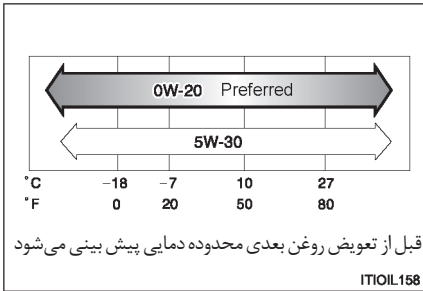 0W-20 Preferred
5W-30
°C −18 −7 10 27
°F 0 20 50 80
قبل از تعویض روغن بعدی محدوده دمایی پیش بینی می‌شود
ITIOIL158